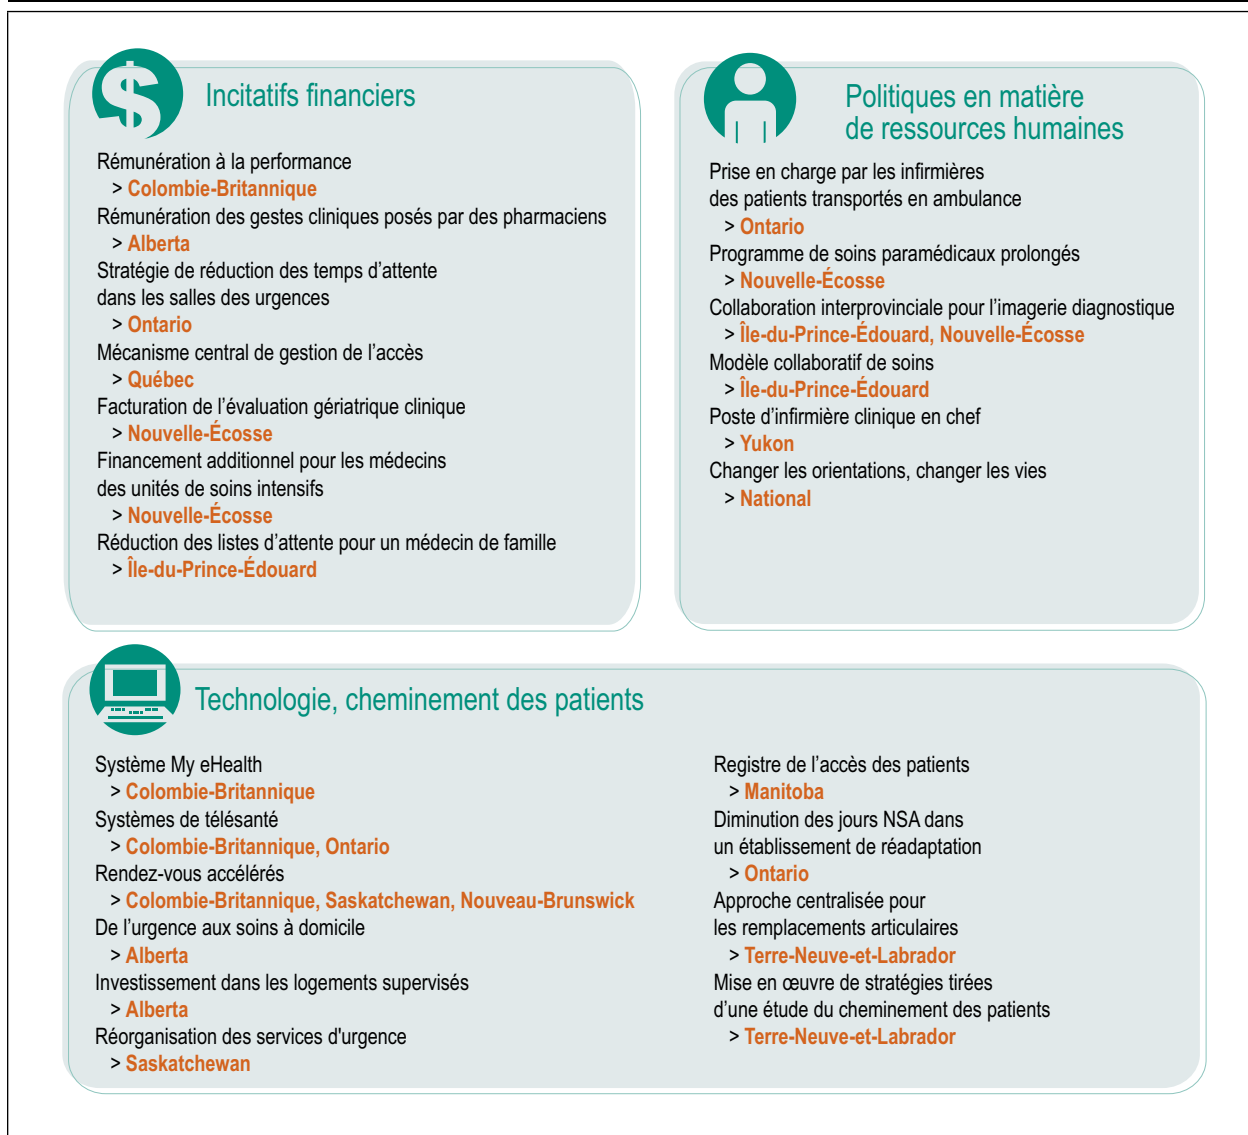 Incitatifs financiers
Rémunération à la performance
> Colombie-Britannique
Rémunération des gestes cliniques posés par des pharmaciens
> Alberta
Stratégie de réduction des temps d’attente
dans les salles des urgences
> Ontario
Mécanisme central de gestion de l’accès
> Québec
Facturation de l’évaluation gériatrique clinique
> Nouvelle-Écosse
Financement additionnel pour les médecins
des unités de soins intensifs
> Nouvelle-Écosse
Réduction des listes d’attente pour un médecin de famille
> Île-du-Prince-Édouard
Politiques en matière
de ressources humaines
Prise en charge par les infirmières
des patients transportés en ambulance
> Ontario
Programme de soins paramédicaux prolongés
> Nouvelle-Écosse
Collaboration interprovinciale pour l’imagerie diagnostique
> Île-du-Prince-Édouard, Nouvelle-Écosse
Modèle collaboratif de soins
> Île-du-Prince-Édouard
Poste d’infirmière clinique en chef
> Yukon
Changer les orientations, changer les vies
> National
Technologie, cheminement des patients
Système My eHealth
> Colombie-Britannique
Systèmes de télésanté
> Colombie-Britannique, Ontario
Rendez-vous accélérés
> Colombie-Britannique, Saskatchewan, Nouveau-Brunswick
De l’urgence aux soins à domicile
> Alberta
Investissement dans les logements supervisés
> Alberta
Réorganisation des services d'urgence
> Saskatchewan
Registre de l’accès des patients
> Manitoba
Diminution des jours NSA dans
un établissement de réadaptation
> Ontario
Approche centralisée pour
les remplacements articulaires
> Terre-Neuve-et-Labrador
Mise en œuvre de stratégies tirées
d’une étude du cheminement des patients
> Terre-Neuve-et-Labrador